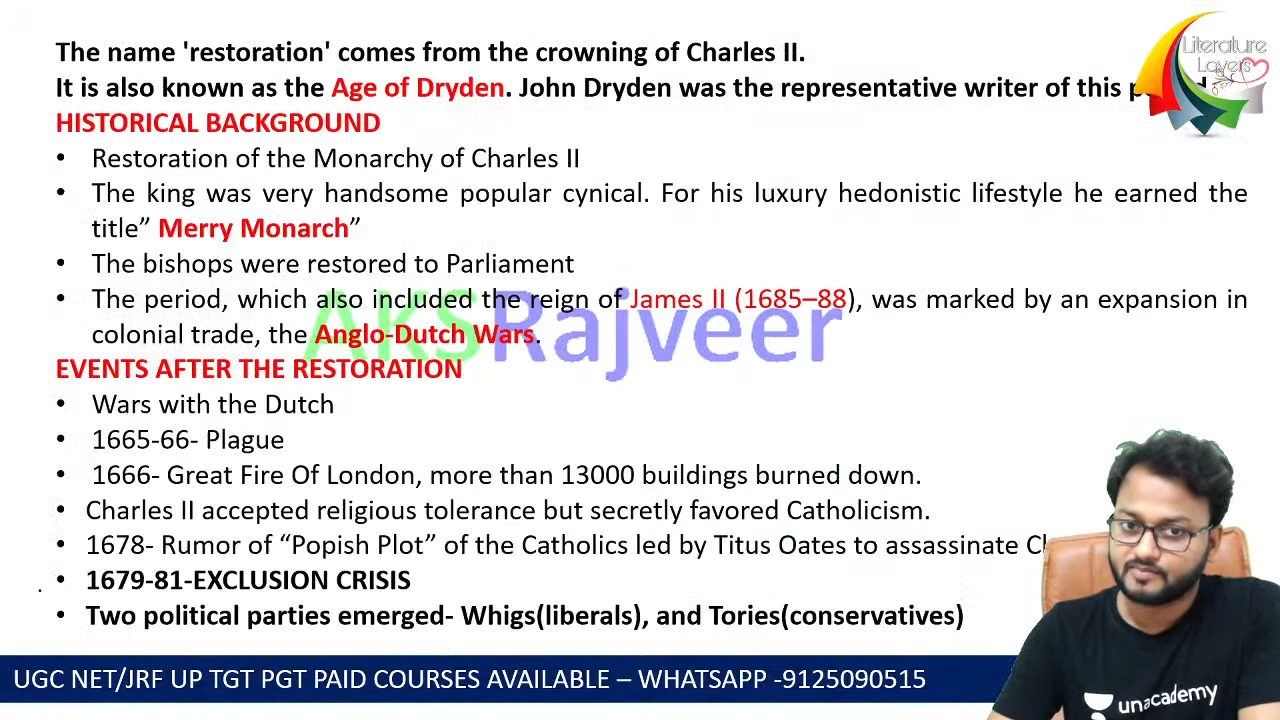 The name 'restoration' comes from the crowning of Charles II.
It is also known as the Age of Dryden. John Dryden was the representative writer of this
Literature
Lovers
HISTORICAL BACKGROUND
• Restoration of the Monarchy of Charles II
• The king was very handsome popular cynical. For his luxury hedonistic lifestyle he earned the
title” Merry Monarch”
• The bishops were restored to Parliament
• The period, which also included the reign of James II (1685–88), was marked by an expansion in
colonial trade, the Anglo-Dutch Wars.
AKSRajveer
EVENTS AFTER THE RESTORATION
• Wars with the Dutch
• 1665-66- Plague
• 1666- Great Fire Of London, more than 13000 buildings burned down.
• Charles II accepted religious tolerance but secretly favored Catholicism.
• 1678- Rumor of “Popish Plot” of the Catholics led by Titus Oates to assassinate
• 1679-81-EXCLUSION CRISIS
• Two political parties emerged- Whigs(liberals), and Tories(conservatives)
UGC NET/JRF UP TGT PGT PAID COURSES AVAILABLE – WHATSAPP -9125090515
unacademy